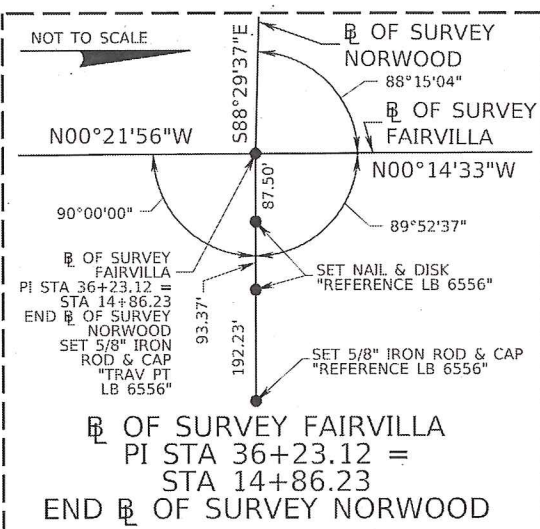 NOT TO SCALE
℄ OF SURVEY
NORWOOD
88°15'04"
S88°29'37"E
℄ OF SURVEY
FAIRVILLA
N00°21'56"W
N00°14'33"W
87.50'
90°00'00"
89°52'37"
℄ OF SURVEY
FAIRVILLA
PI STA 36+23.12 =
STA 14+86.23
END ℄ OF SURVEY
NORWOOD
SET 5/8" IRON
ROD & CAP
"TRAV PT
LB 6556"
93.37'
192.23'
SET NAIL & DISK
"REFERENCE LB 6556"
SET 5/8" IRON ROD & CAP
"REFERENCE LB 6556"
℄ OF SURVEY FAIRVILLA
PI STA 36+23.12 =
STA 14+86.23
END ℄ OF SURVEY NORWOOD